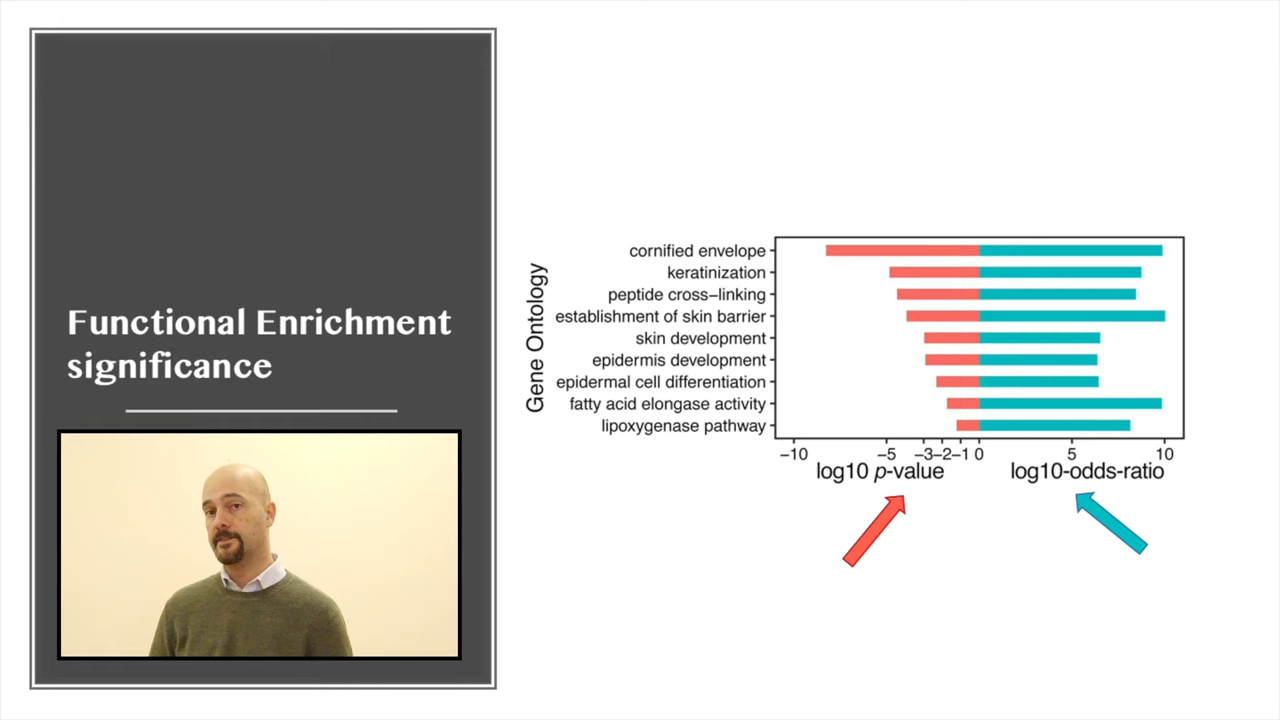 Functional Enrichment
significance
Gene Ontology
cornified envelope
keratinization
peptide cross−linking
establishment of skin barrier
skin development
epidermis development
epidermal cell differentiation
fatty acid elongase activity
lipoxygenase pathway
−10 −5 −3−2−1 0 5 10
log10 p-value log10-odds-ratio